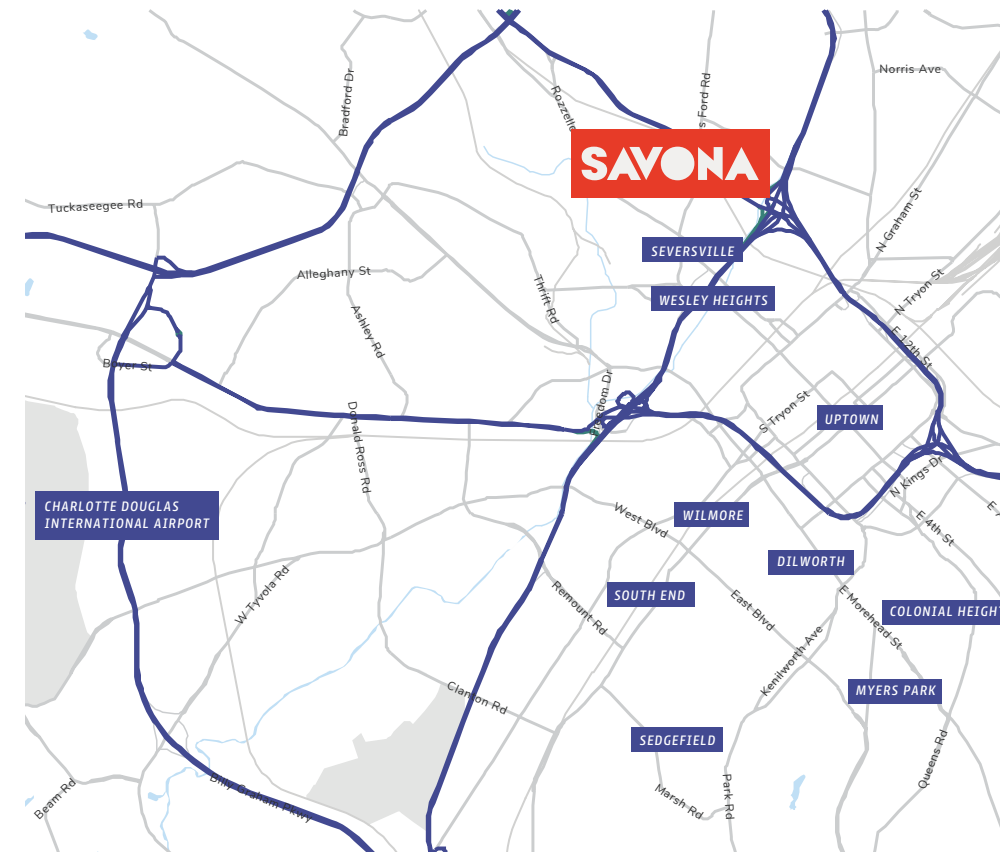 Norris Ave
Bradford Dr
s Ford Rd
Rozzelle
SAVONA
Tuckaseegee Rd
N Graham St
SEVERSVILLE
Alleghany St
WESLEY HEIGHTS
Thrift Rd
N Tryon St
Ashley Rd
E 12th St
Boyer St
Freedom Dr
S Tryon St
UPTOWN
Donald Ross Rd
N Kings Dr
CHARLOTTE DOUGLAS
INTERNATIONAL AIRPORT
West Blvd
WILMORE
E 4th St
E 7
DILWORTH
W Tyvola Rd
Remount Rd
SOUTH END
East Blvd
E Morehead St
COLONIAL HEIGH
Kenilworth Ave
Clanton Rd
MYERS PARK
SEDGEFIELD
Queens Rd
Beam Rd
Billy Graham Pkwy
Marsh Rd
Park Rd